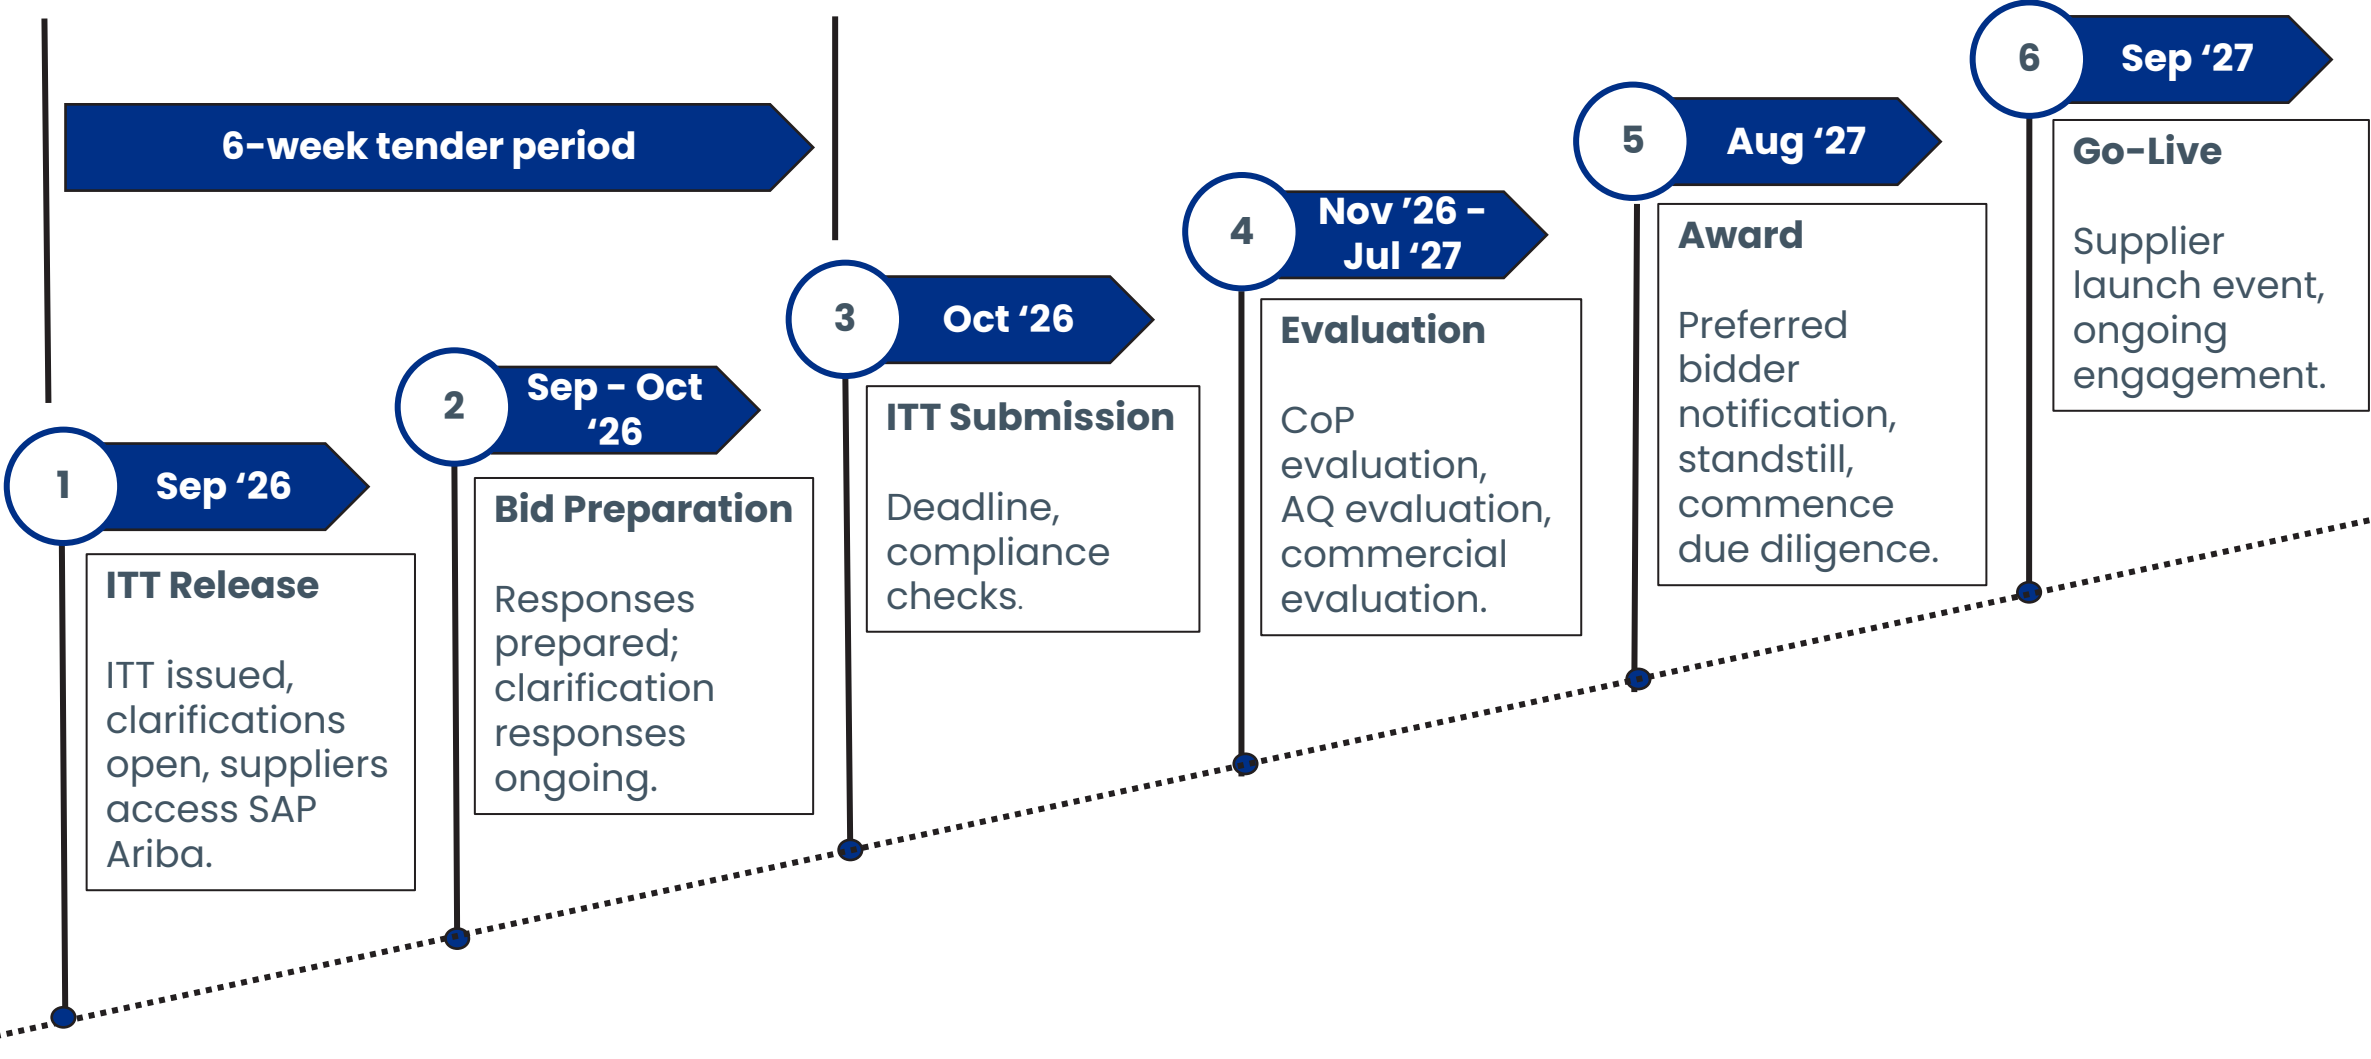 6-week tender period
1
Sep ‘26
ITT Release
ITT issued,
clarifications
open, suppliers
access SAP
Ariba.
2
Sep - Oct
‘26
Bid Preparation
Responses
prepared;
clarification
responses
ongoing.
3
Oct ‘26
ITT Submission
Deadline,
compliance
checks.
4
Nov ’26 -
Jul ‘27
Evaluation
CoP
evaluation,
AQ evaluation,
commercial
evaluation.
5
Aug ‘27
Award
Preferred
bidder
notification,
standstill,
commence
due diligence.
6
Sep ‘27
Go-Live
Supplier
launch event,
ongoing
engagement.